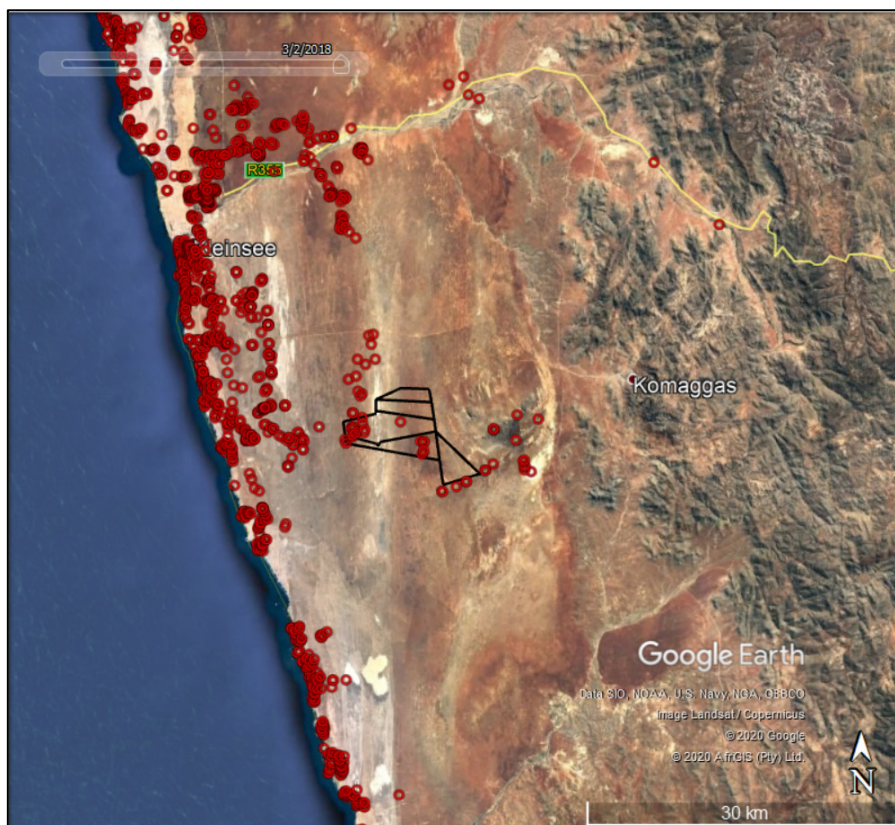 3/2/2018
R355
Kleinsee
Komaggas
Google Earth
Data SIO, NOAA, U.S. Navy, NGA, GEBCO
Image Landsat / Copernicus
© 2020 Google
© 2020 AfriGIS (Pty) Ltd.
N
30 km